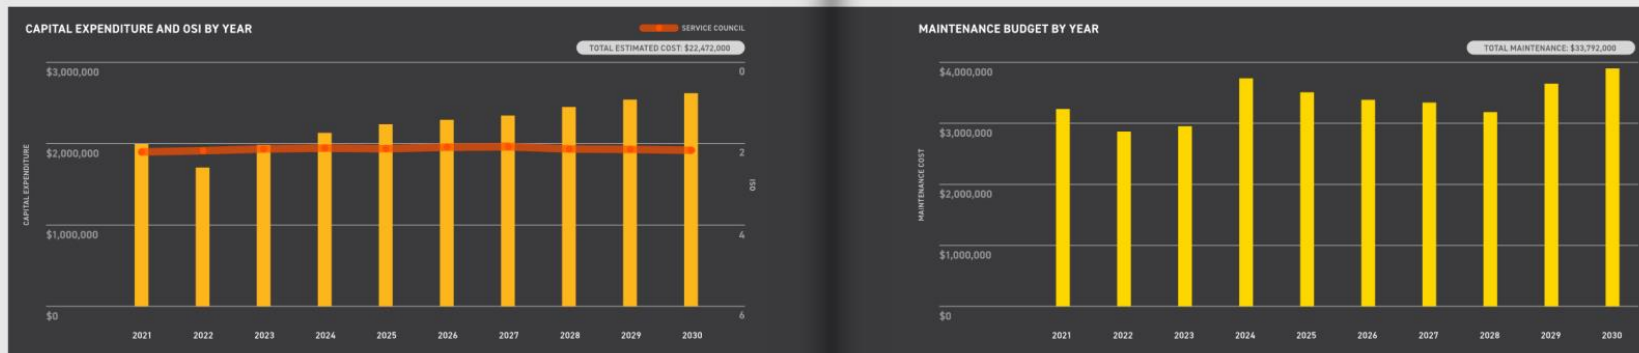 CAPITAL EXPENDITURE AND OSI BY YEAR
SERVICE COUNCIL
TOTAL ESTIMATED COST: $22,472,000
$3,000,000
$2,000,000
$1,000,000
$0
CAPITAL EXPENDITURE
0
2
4
6
OSI
2021 2022 2023 2024 2025 2026 2027 2028 2029 2030
MAINTENANCE BUDGET BY YEAR
TOTAL MAINTENANCE: $33,792,000
$4,000,000
$3,000,000
$2,000,000
$1,000,000
$0
MAINTENANCE COST
2021 2022 2023 2024 2025 2026 2027 2028 2029 2030